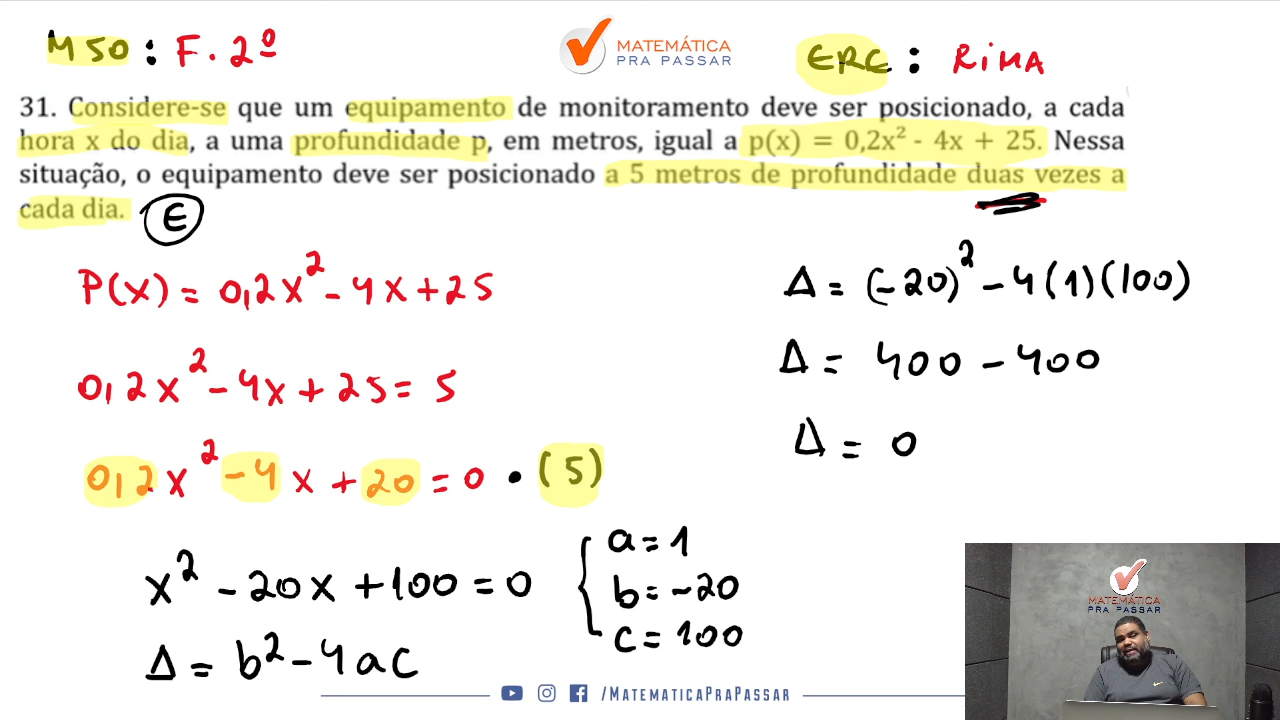 M50 : F. 2º
MATEMÁTICA
PRA PASSAR
ERC : RiMA
31. Considere-se que um equipamento de monitoramento deve ser posicionado, a cada
hora x do dia, a uma profundidade p, em metros, igual a p(x) = 0,2x² - 4x + 25. Nessa
situação, o equipamento deve ser posicionado a 5 metros de profundidade duas vezes a
cada dia. E
P(x) = 0,2x² - 4x + 25
0,2x² - 4x + 25 = 5
0,2x² - 4x + 20 = 0 • (5)
x² - 20x + 100 = 0
a = 1
b = -20
c = 100
Δ = b² - 4ac
Δ = (-20)² - 4(1)(100)
Δ = 400 - 400
Δ = 0
MATEMÁTICA
PRA PASSAR
/MATEMATICAPRAPASSAR